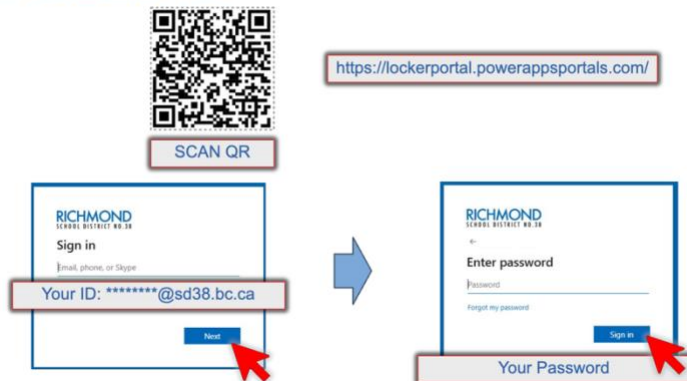 https://lockerportal.powerappsportals.com/
SCAN QR
RICHMOND
SCHOOL DISTRICT NO.38
Sign in
Email, phone, or Skype
Your ID: ********@sd38.bc.ca
Next
RICHMOND
SCHOOL DISTRICT NO.38
←
Enter password
Password
Forgot my password
Sign in
Your Password